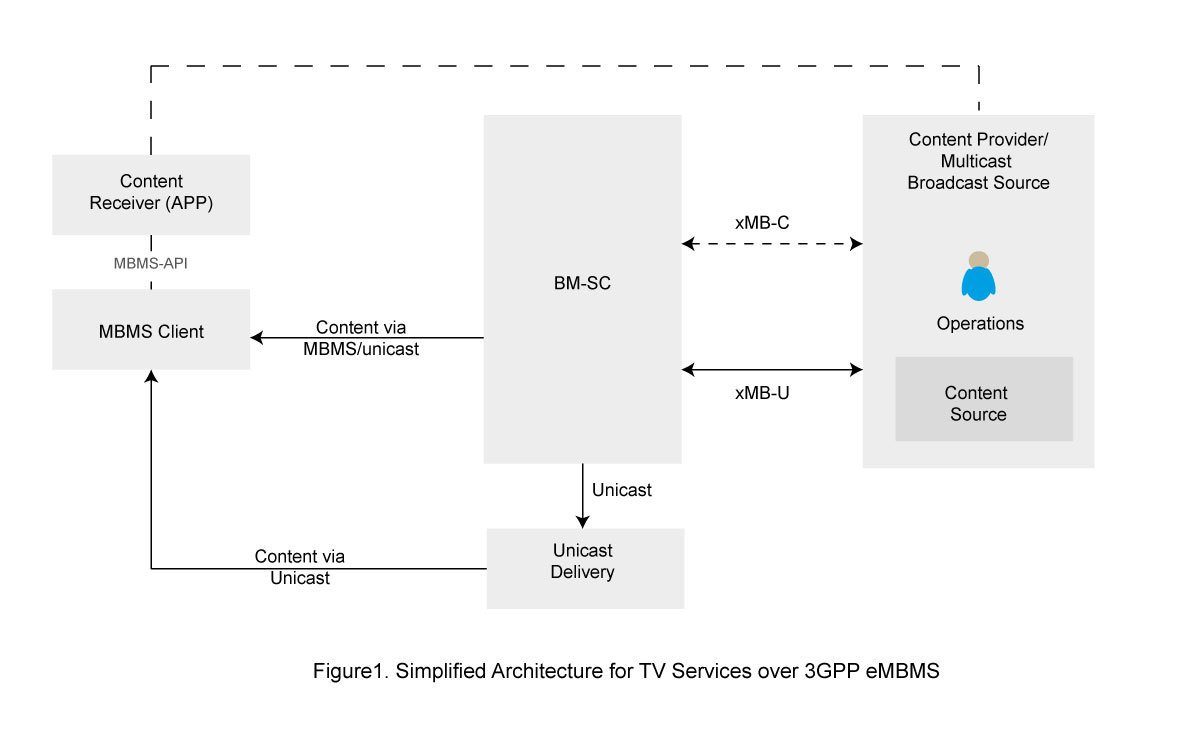 Content Provider/
Multicast
Broadcast Source
Content
Receiver (APP)
xMB-C
MBMS-API
BM-SC
Operations
MBMS Client
Content via
MBMS/unicast
xMB-U
Content
Source
Unicast
Content via
Unicast
Unicast
Delivery
Figure1. Simplified Architecture for TV Services over 3GPP eMBMS